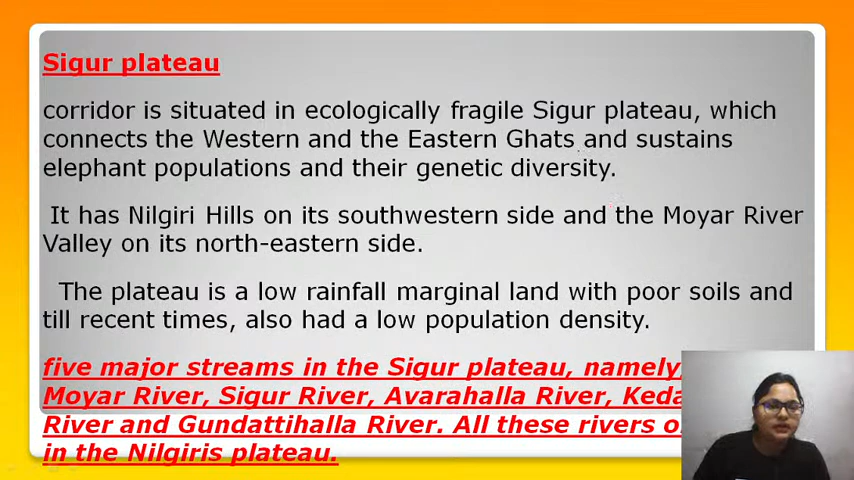 Sigur plateau
corridor is situated in ecologically fragile Sigur plateau, which
connects the Western and the Eastern Ghats and sustains
elephant populations and their genetic diversity.
It has Nilgiri Hills on its southwestern side and the Moyar River
Valley on its north-eastern side.
The plateau is a low rainfall marginal land with poor soils and
till recent times, also had a low population density.
five major streams in the Sigur plateau, namely
Moyar River, Sigur River, Avarahalla River,
River and Gundattihalla River. All these rivers
in the Nilgiris plateau.